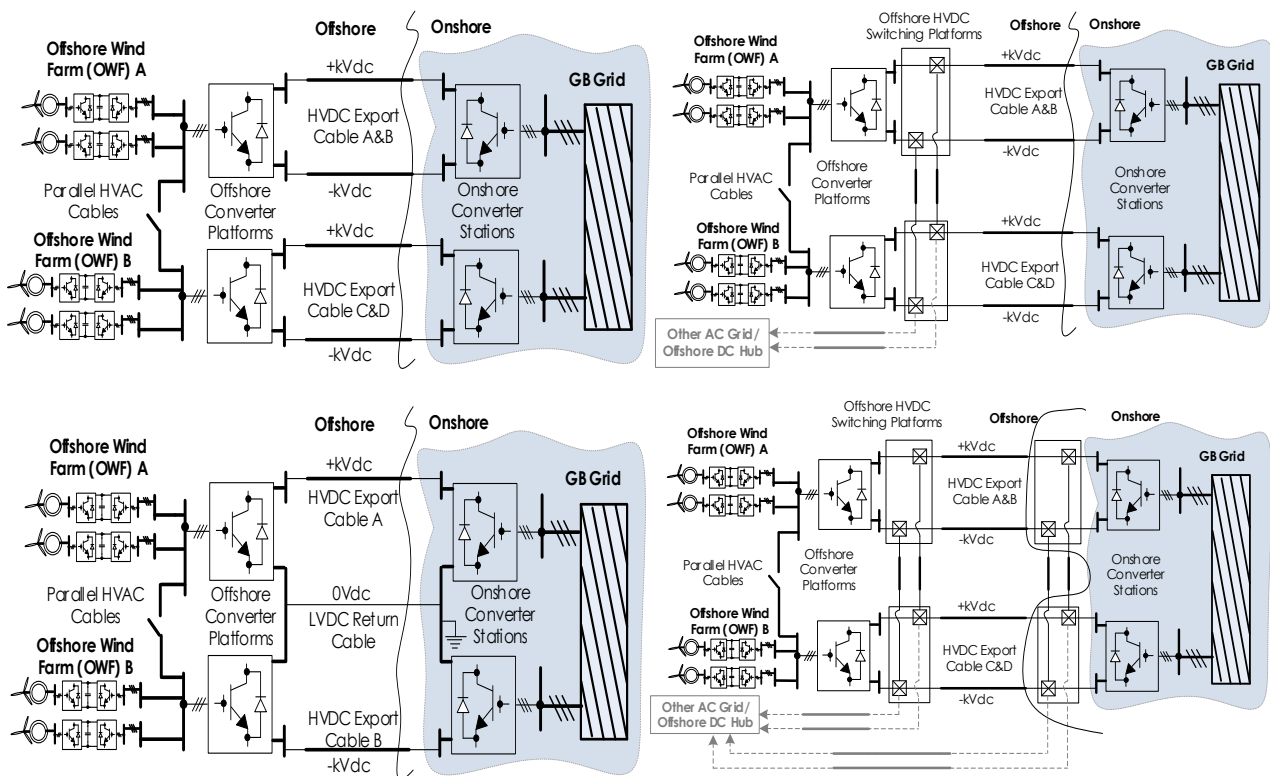 Offshore
Onshore
Offshore Wind
Farm (OWF) A
+kVdc
GB Grid
HVDC Export
Cable A&B
Parallel HVAC
Cables
Offshore
Converter
Platforms
-kVdc
Onshore
Converter
Stations
+kVdc
Offshore Wind
Farm (OWF) B
HVDC Export
Cable C&D
-kVdc
Offshore HVDC
Switching Platforms
Offshore
Onshore
Offshore Wind
Farm (OWF) A
+kVdc
GB Grid
HVDC Export
Cable A&B
-kVdc
Parallel HVAC
Cables
Offshore
Converter
Platforms
Onshore
Converter
Stations
+kVdc
Offshore Wind
Farm (OWF) B
HVDC Export
Cable C&D
-kVdc
Other AC Grid/
Offshore DC Hub
Offshore
Onshore
Offshore Wind
Farm (OWF) A
+kVdc
GB Grid
HVDC Export
Cable A
Parallel HVAC
Cables
Offshore
Converter
Platforms
0Vdc
LVDC Return
Cable
Onshore
Converter
Stations
Offshore Wind
Farm (OWF) B
HVDC Export
Cable B
-kVdc
Offshore HVDC
Switching Platforms
Offshore
Onshore
Offshore Wind
Farm (OWF) A
+kVdc
GB Grid
HVDC Export
Cable A&B
-kVdc
Parallel HVAC
Cables
Offshore
Converter
Platforms
Onshore
Converter
Stations
+kVdc
Offshore Wind
Farm (OWF) B
HVDC Export
Cable C&D
-kVdc
Other AC Grid/
Offshore DC Hub